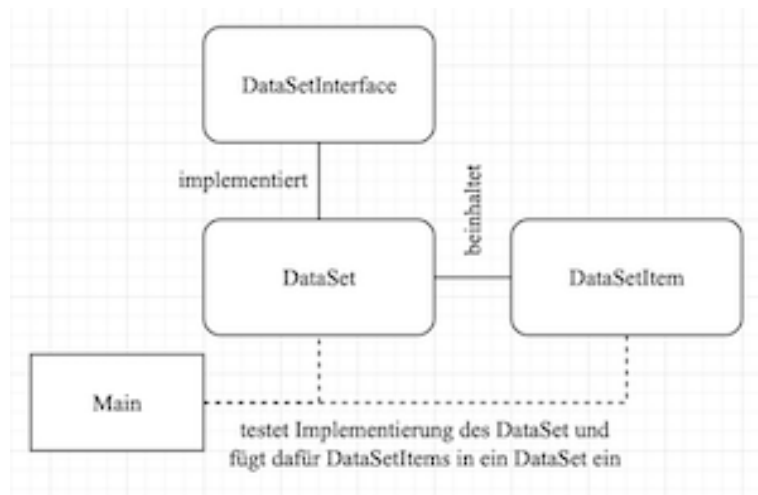 DataSetInterface
implementiert
beinhaltet
DataSet
DataSetItem
Main
testet Implementierung des DataSet und
fügt dafür DataSetItems in ein DataSet ein